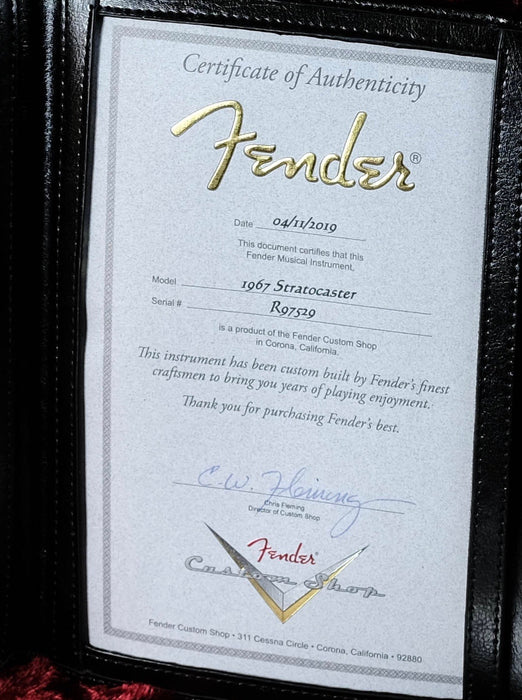 Certificate of Authenticity
Fender®
Date 04/11/2019
This document certifies that this
Fender Musical Instrument,
Model 1967 Stratocaster
Serial # R97529
is a product of the Fender Custom Shop
in Corona, California.
This instrument has been custom built by Fender's finest
craftsmen to bring you years of playing enjoyment.
Thank you for purchasing Fender's best.
C.W. Fleming
Chris Fleming
Director of Custom Shop
Fender®
Custom Shop
Fender Custom Shop • 311 Cessna Circle • Corona, California • 92880